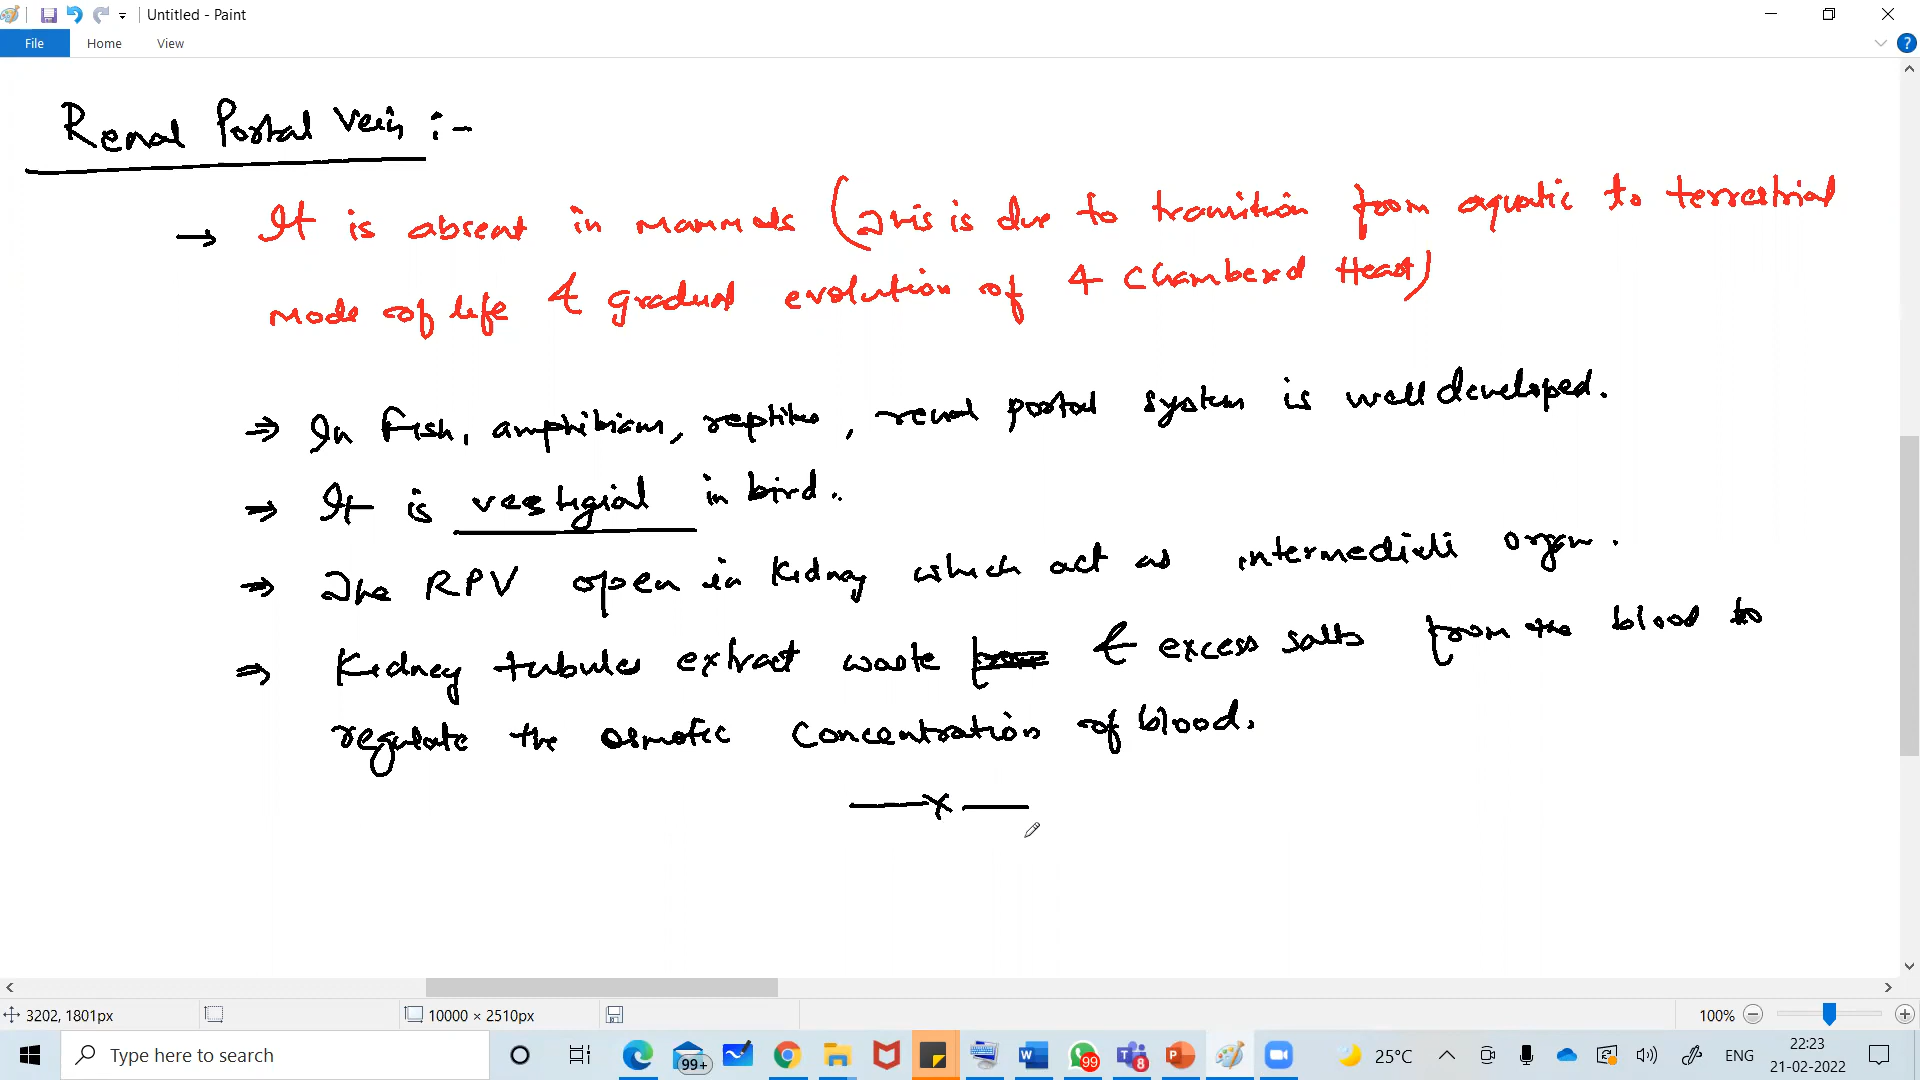 Untitled - Paint
File Home View
Renal Portal Vein :-
→ It is absent in mammals (This is due to transition from aquatic to terrestrial
mode of life & gradual evolution of 4 Chambered Heart)
⇒ In Fish, amphibians, reptiles, renal portal system is well developed.
⇒ It is vestigial in bird.
⇒ The RPV open in Kidney which act as intermediate organ.
⇒ Kidney tubules extract waste & excess salts from the blood to
regulate the osmotic concentration of blood.
—x—
3202, 1801px 10000 × 2510px 100%
Type here to search 99+ 99 8 25°C ENG 22:23
21-02-2022